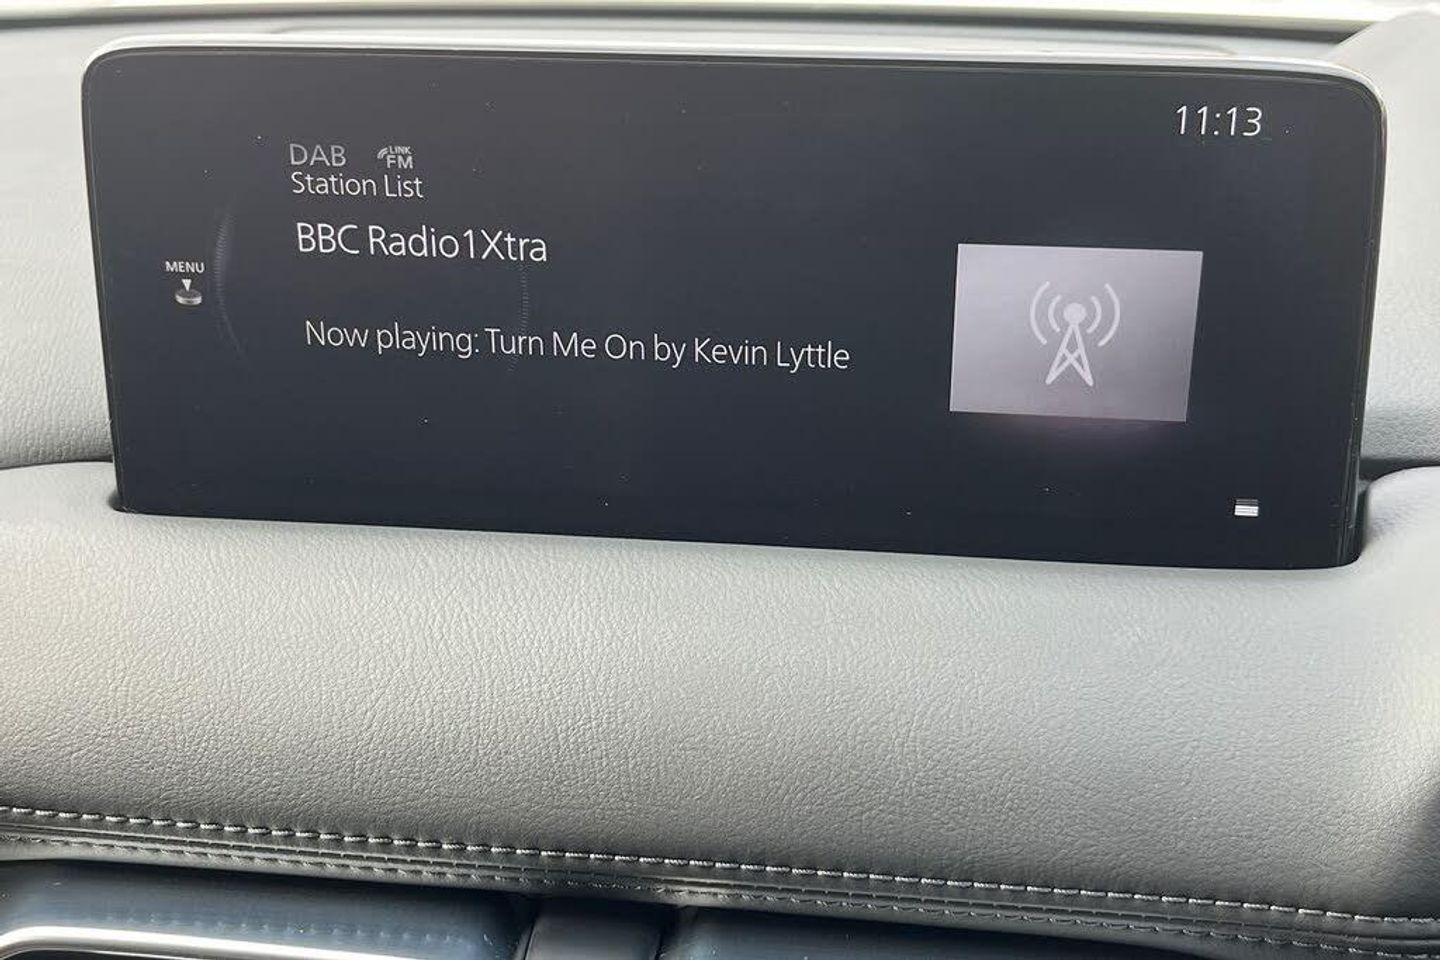 11:13
DAB LINK FM
Station List
BBC Radio1Xtra
MENU
Now playing: Turn Me On by Kevin Lyttle